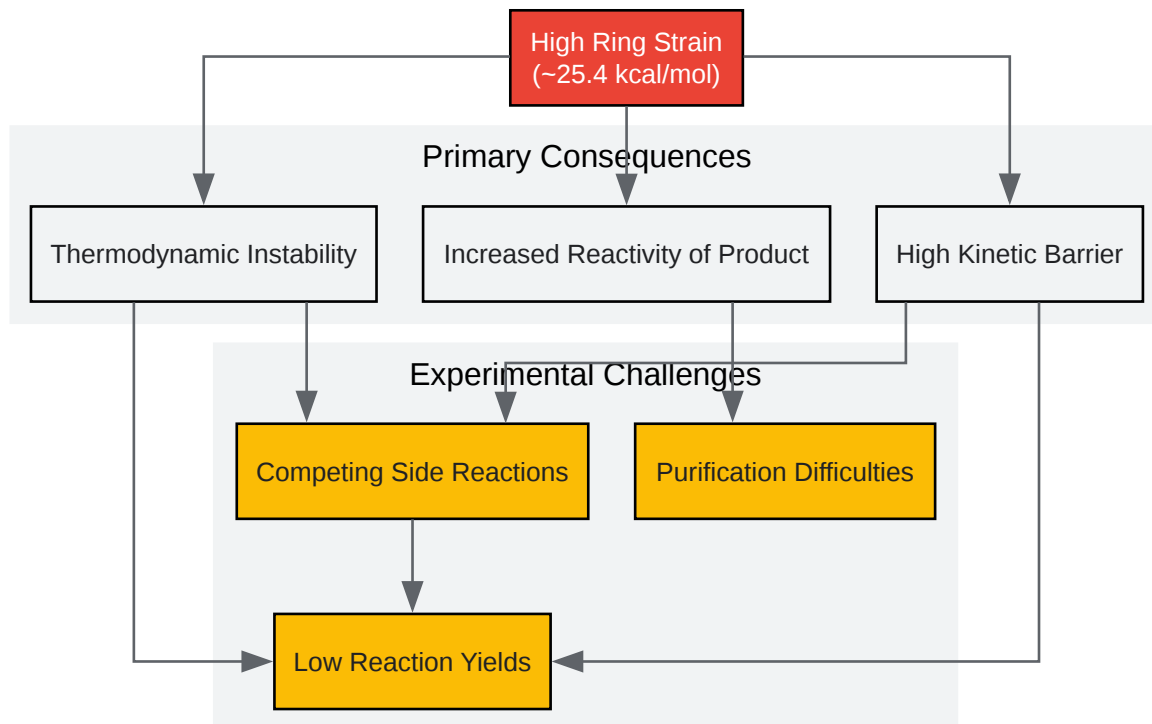 High Ring Strain
(~25.4 kcal/mol)
Primary Consequences
Thermodynamic Instability
Increased Reactivity of Product
High Kinetic Barrier
Experimental Challenges
Competing Side Reactions
Purification Difficulties
Low Reaction Yields